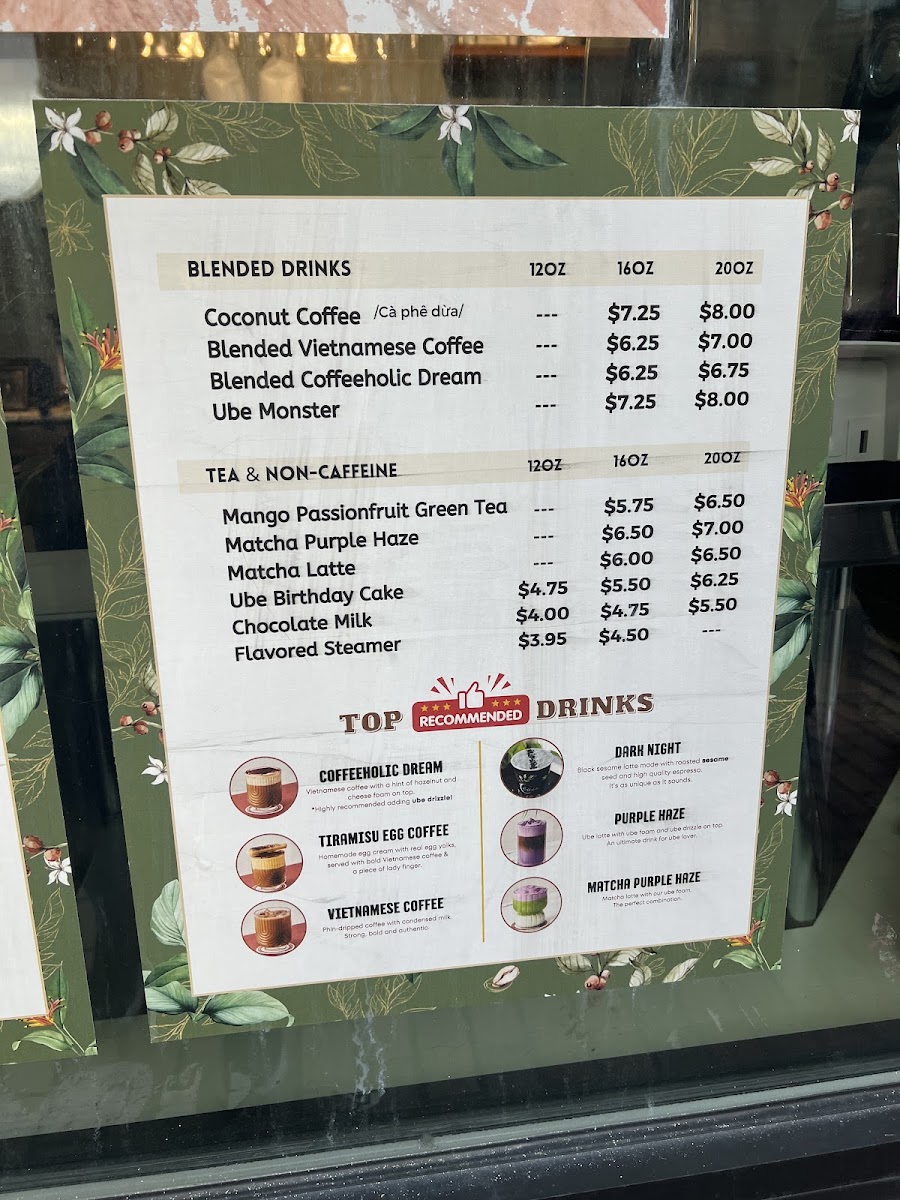 BLENDED DRINKS 12OZ 16OZ 20OZ
Coconut Coffee /Cà phê dừa/ --- $7.25 $8.00
Blended Vietnamese Coffee --- $6.25 $7.00
Blended Coffeeholic Dream --- $6.25 $6.75
Ube Monster --- $7.25 $8.00
TEA & NON-CAFFEINE 12OZ 16OZ 20OZ
Mango Passionfruit Green Tea --- $5.75 $6.50
Matcha Purple Haze --- $6.50 $7.00
Matcha Latte --- $6.00 $6.50
Ube Birthday Cake $4.75 $5.50 $6.25
Chocolate Milk $4.00 $4.75 $5.50
Flavored Steamer $3.95 $4.50 ---
TOP RECOMMENDED DRINKS
COFFEEHOLIC DREAM
Vietnamese coffee with a hint of hazelnut and
cheese foam on top.
*Highly recommended adding ube drizzle!
TIRAMISU EGG COFFEE
Homemade egg cream with real egg yolks,
served with bold Vietnamese coffee &
a piece of lady finger.
VIETNAMESE COFFEE
Phin-dripped coffee with condensed milk.
Strong, bold and authentic.
DARK NIGHT
Black sesame latte made with roasted sesame
seed and high quality espresso.
It's as unique as it sounds.
PURPLE HAZE
Ube latte with ube foam and ube drizzle on top.
An ultimate drink for ube lover.
MATCHA PURPLE HAZE
Matcha latte with our ube foam.
The perfect combination.